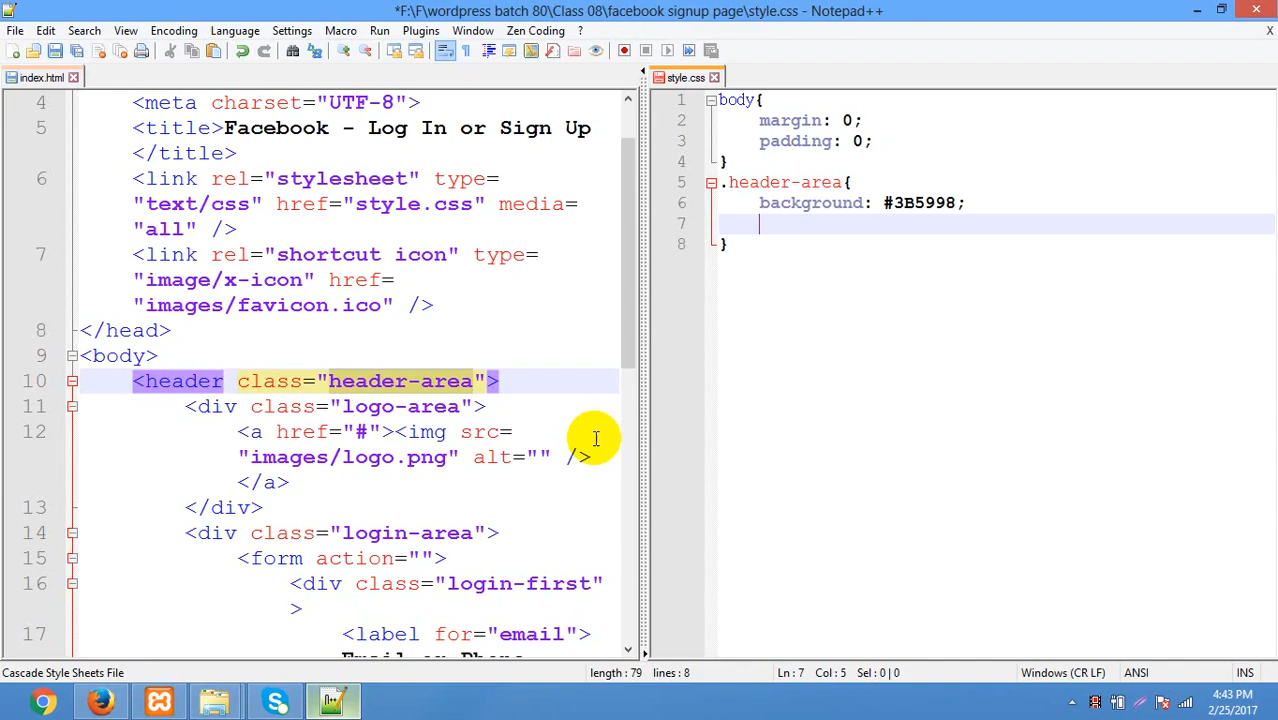 *F:\F\wordpress batch 80\Class 08\facebook signup page\style.css - Notepad++
File Edit Search View Encoding Language Settings Macro Run Plugins Window Zen Coding ? X
index.html
style.css
4 <meta charset="UTF-8">
5 <title>Facebook - Log In or Sign Up
</title>
6 <link rel="stylesheet" type=
"text/css" href="style.css" media=
"all" />
7 <link rel="shortcut icon" type=
"image/x-icon" href=
"images/favicon.ico" />
8 </head>
9 <body>
10 <header class="header-area">
11 <div class="logo-area">
12 <a href="#"><img src=
"images/logo.png" alt="" />
</a>
13 </div>
14 <div class="login-area">
15 <form action="">
16 <div class="login-first"
>
17 <label for="email">
Email or Phone
1 body{
2 margin: 0;
3 padding: 0;
4 }
5 .header-area{
6 background: #3B5998;
7
8 }
Cascade Style Sheets File length : 79 lines : 8 Ln : 7 Col : 5 Sel : 0 | 0 Windows (CR LF) ANSI INS
4:43 PM
2/25/2017